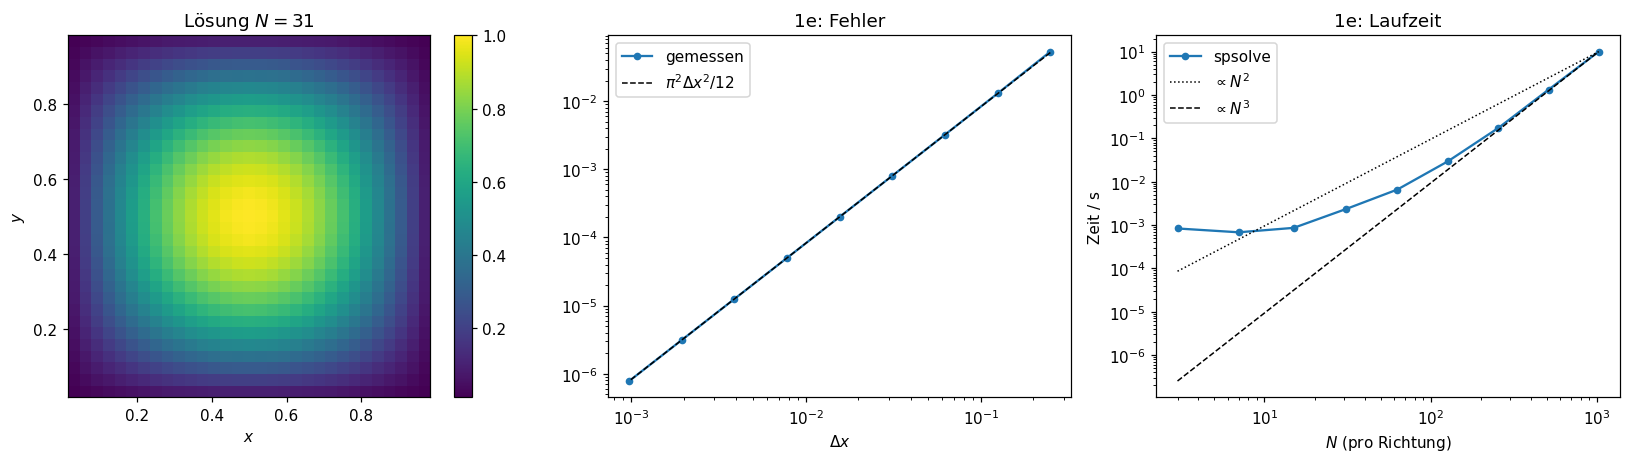 Lösung $N = 31$
1.0
0.8
0.6
0.4
0.2
0.8
0.6
0.4
0.2
0.2 0.4 0.6 0.8
x
y
1e: Fehler
gemessen
π²Δx²/12
10⁻²
10⁻³
10⁻⁴
10⁻⁵
10⁻⁶
10⁻³ 10⁻² 10⁻¹
Δx
1e: Laufzeit
spsolve
∝ N²
∝ N³
10¹
10⁰
10⁻¹
10⁻²
10⁻³
10⁻⁴
10⁻⁵
10⁻⁶
Zeit / s
10¹ 10² 10³
N (pro Richtung)